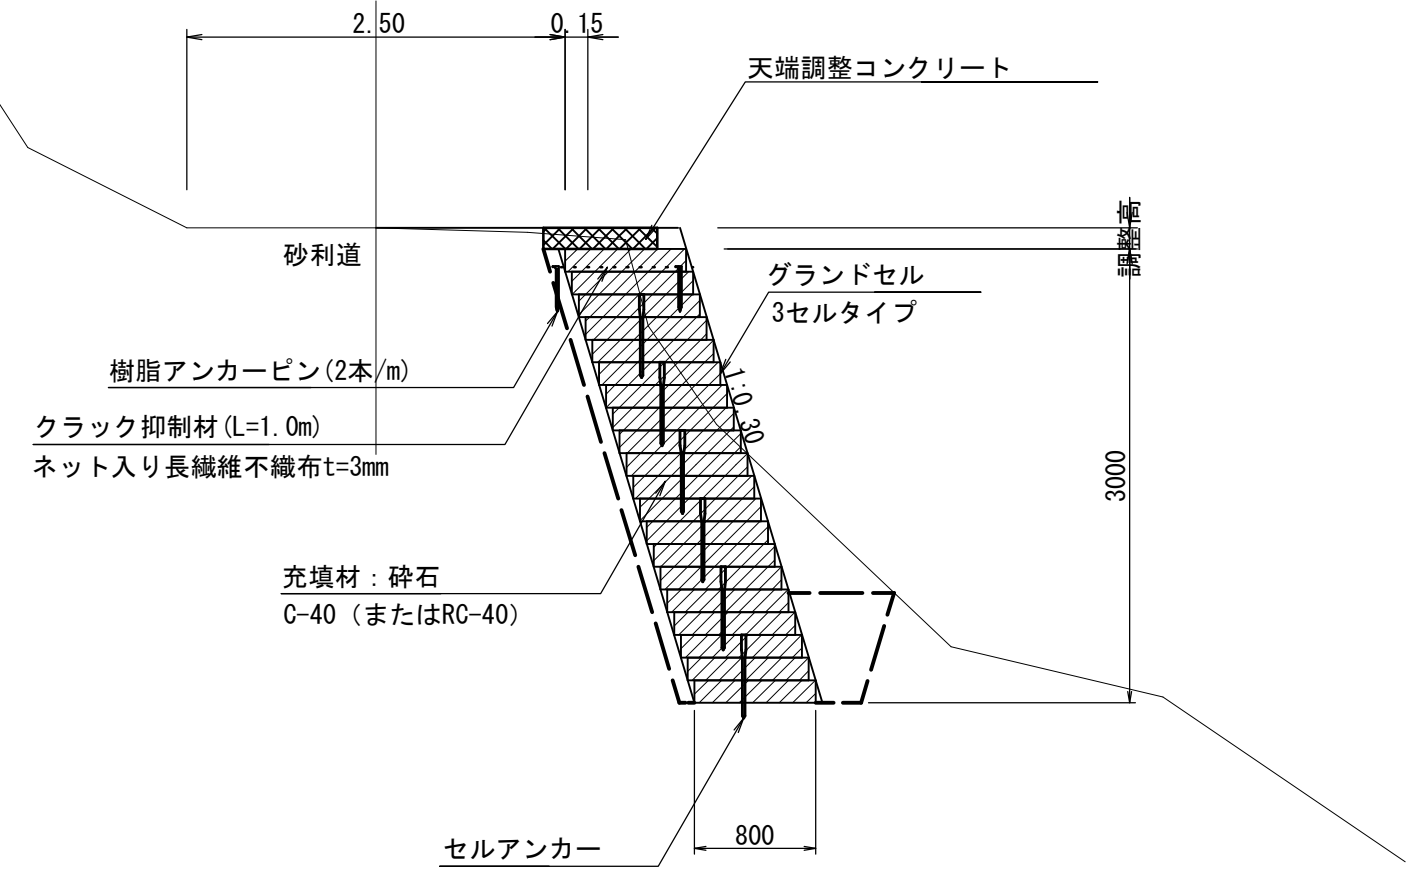 2.50
0.15
天端調整コンクリート
調整高
砂利道
グランドセル
3セルタイプ
樹脂アンカーピン(2本/m)
1:0.30
クラック抑制材(L=1.0m)
ネット入り長繊維不織布t=3mm
3000
充填材：砕石
C-40（またはRC-40）
800
セルアンカー